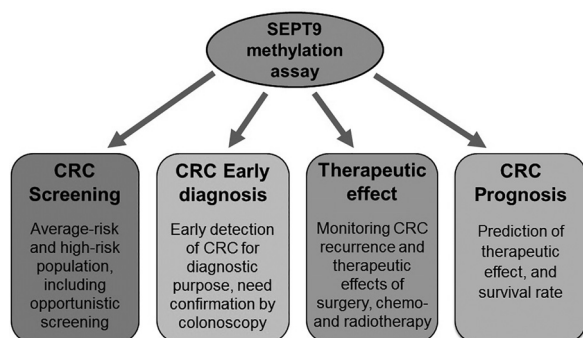 SEPT9
methylation
assay
CRC
Screening
Average-risk
and high-risk
population,
including
opportunistic
screening
CRC Early
diagnosis
Early detection
of CRC for
diagnostic
purpose, need
confirmation by
colonoscopy
Therapeutic
effect
Monitoring CRC
recurrence and
therapeutic
effects of
surgery, chemo-
and radiotherapy
CRC
Prognosis
Prediction of
therapeutic
effect, and
survival rate